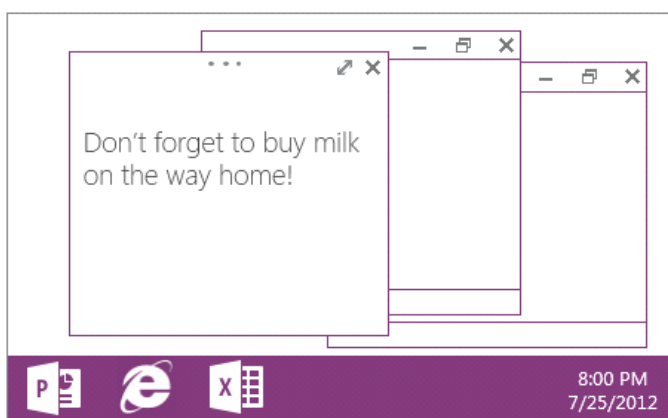 Don't forget to buy milk
on the way home!
P
X
8:00 PM
7/25/2012